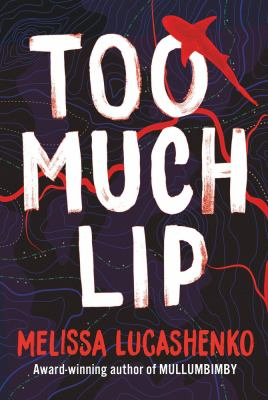 TOO
MUCH
LIP
MELISSA LUCASHENKO
Award-winning author of MULLUMBIMBY